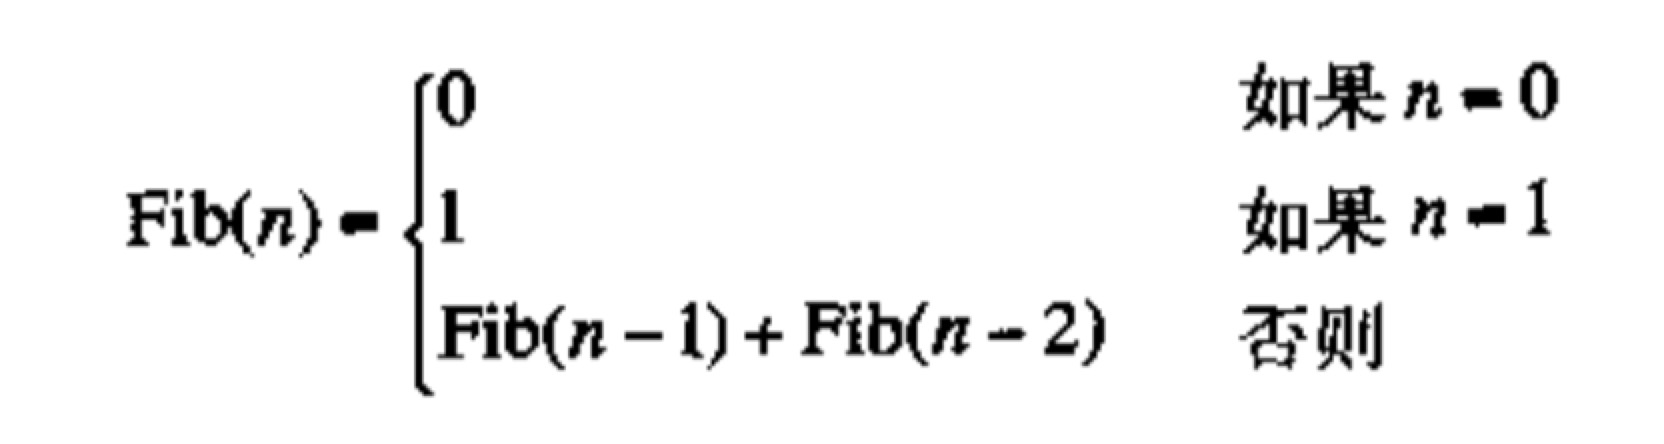 0 如果 n = 0
Fib(n) = 1 如果 n = 1
Fib(n − 1) + Fib(n − 2) 否则